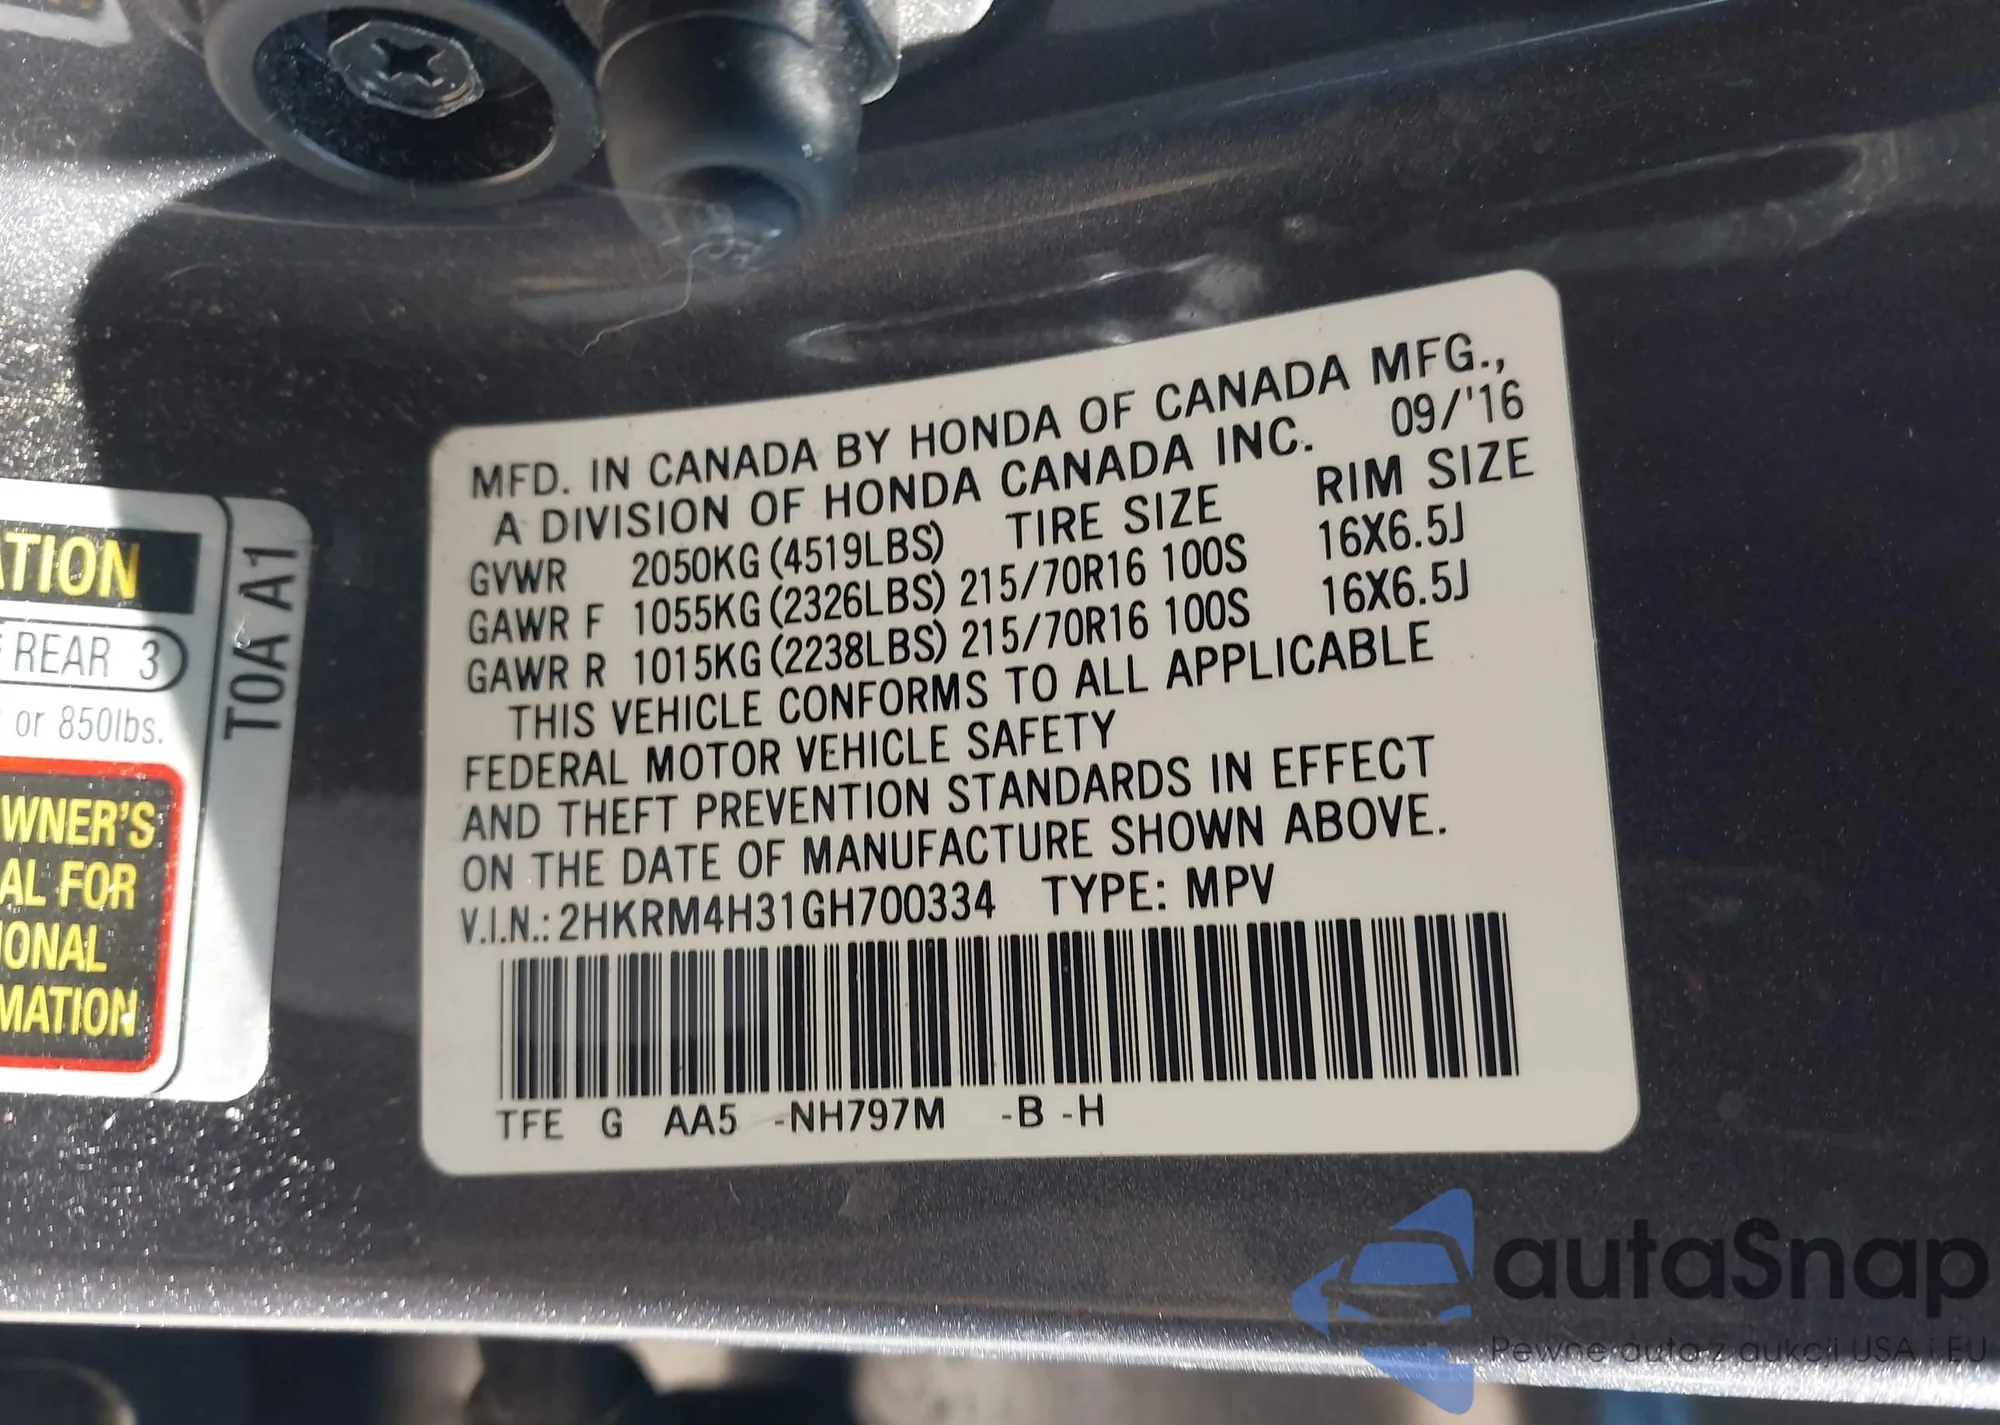 MFD. IN CANADA BY HONDA OF CANADA MFG.,
A DIVISION OF HONDA CANADA INC. 09/'16
TIRE SIZE RIM SIZE
GVWR 2050KG (4519LBS)
GAWR F 1055KG (2326LBS) 215/70R16 100S 16X6.5J
GAWR R 1015KG (2238LBS) 215/70R16 100S 16X6.5J
THIS VEHICLE CONFORMS TO ALL APPLICABLE
FEDERAL MOTOR VEHICLE SAFETY
AND THEFT PREVENTION STANDARDS IN EFFECT
ON THE DATE OF MANUFACTURE SHOWN ABOVE.
V.I.N.: 2HKRM4H31GH700334 TYPE: MPV
TFE G AA5 -NH797M -B -H
ATION
REAR 3
or 850lbs.
WNER'S
AL FOR
IONAL
MATION
T0A A1
autaSnap
Pewne auta z aukcji USA i EU